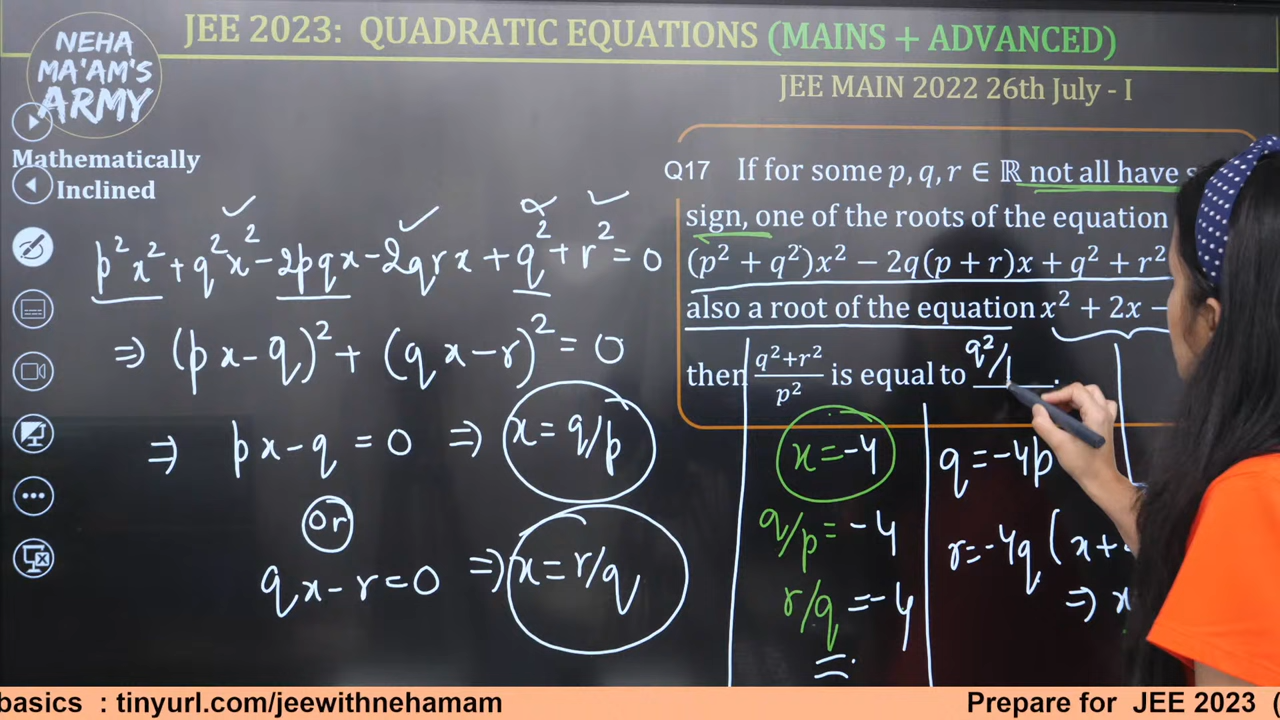 JEE 2023: QUADRATIC EQUATIONS (MAINS + ADVANCED)
NEHA
MA'AM'S
ARMY
JEE MAIN 2022 26th July - I
Mathematically
Inclined
Q17 If for some p, q, r ∈ ℝ not all have
sign, one of the roots of the equation
(p² + q²)x² − 2q(p + r)x + q² + r²
also a root of the equation x² + 2x −
then (q²+r²)/p² is equal to ____.
q²/
p²x² + q²x² − 2pqx − 2qrx + q² + r² = 0
⇒ (px − q)² + (qx − r)² = 0
⇒ px − q = 0 ⇒ x = q/p
Or
qx − r = 0 ⇒ x = r/q
x = −4
q/p = −4
r/q = −4
q = −4p
r = −4q (x +
⇒ x
basics : tinyurl.com/jeewithnehamam
Prepare for JEE 2023 (